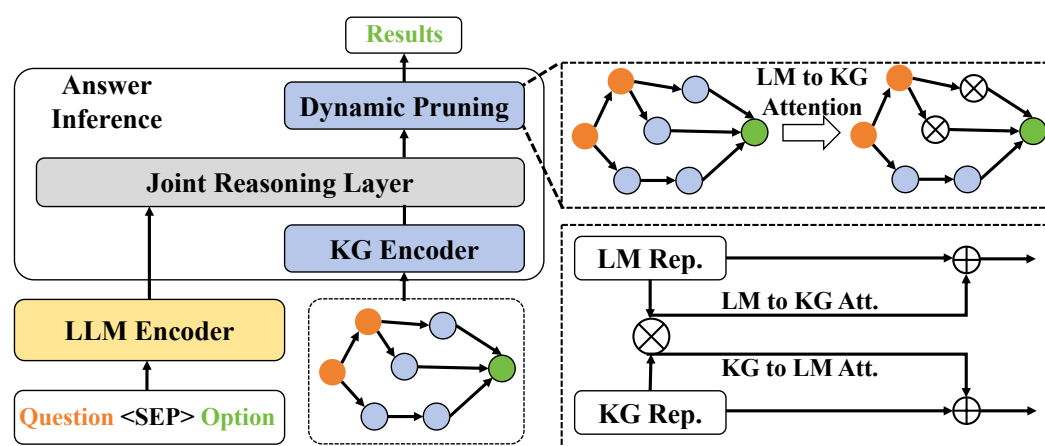 Results
Answer
Inference
Dynamic Pruning
Joint Reasoning Layer
KG Encoder
LLM Encoder
Question <SEP> Option
LM to KG
Attention
LM Rep.
LM to KG Att.
KG to LM Att.
KG Rep.